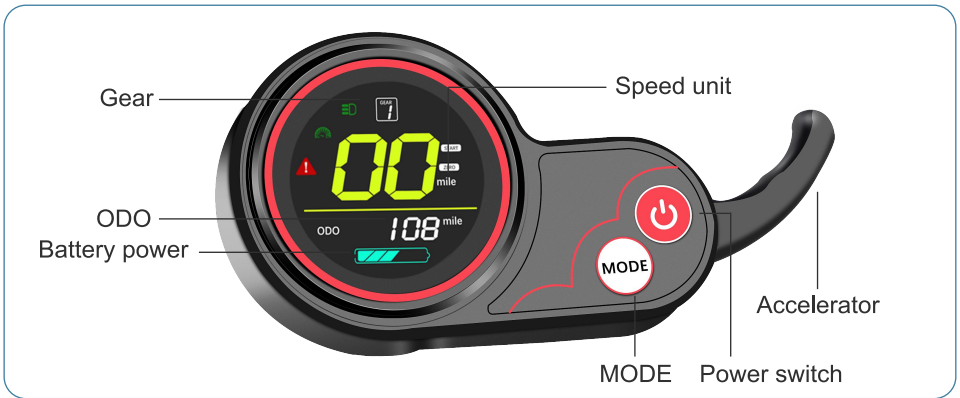 Speed unit
Gear
GEAR
1
START
00
ZERO
mile
ODO
ODO 108 mile
Battery power
MODE
Accelerator
MODE Power switch